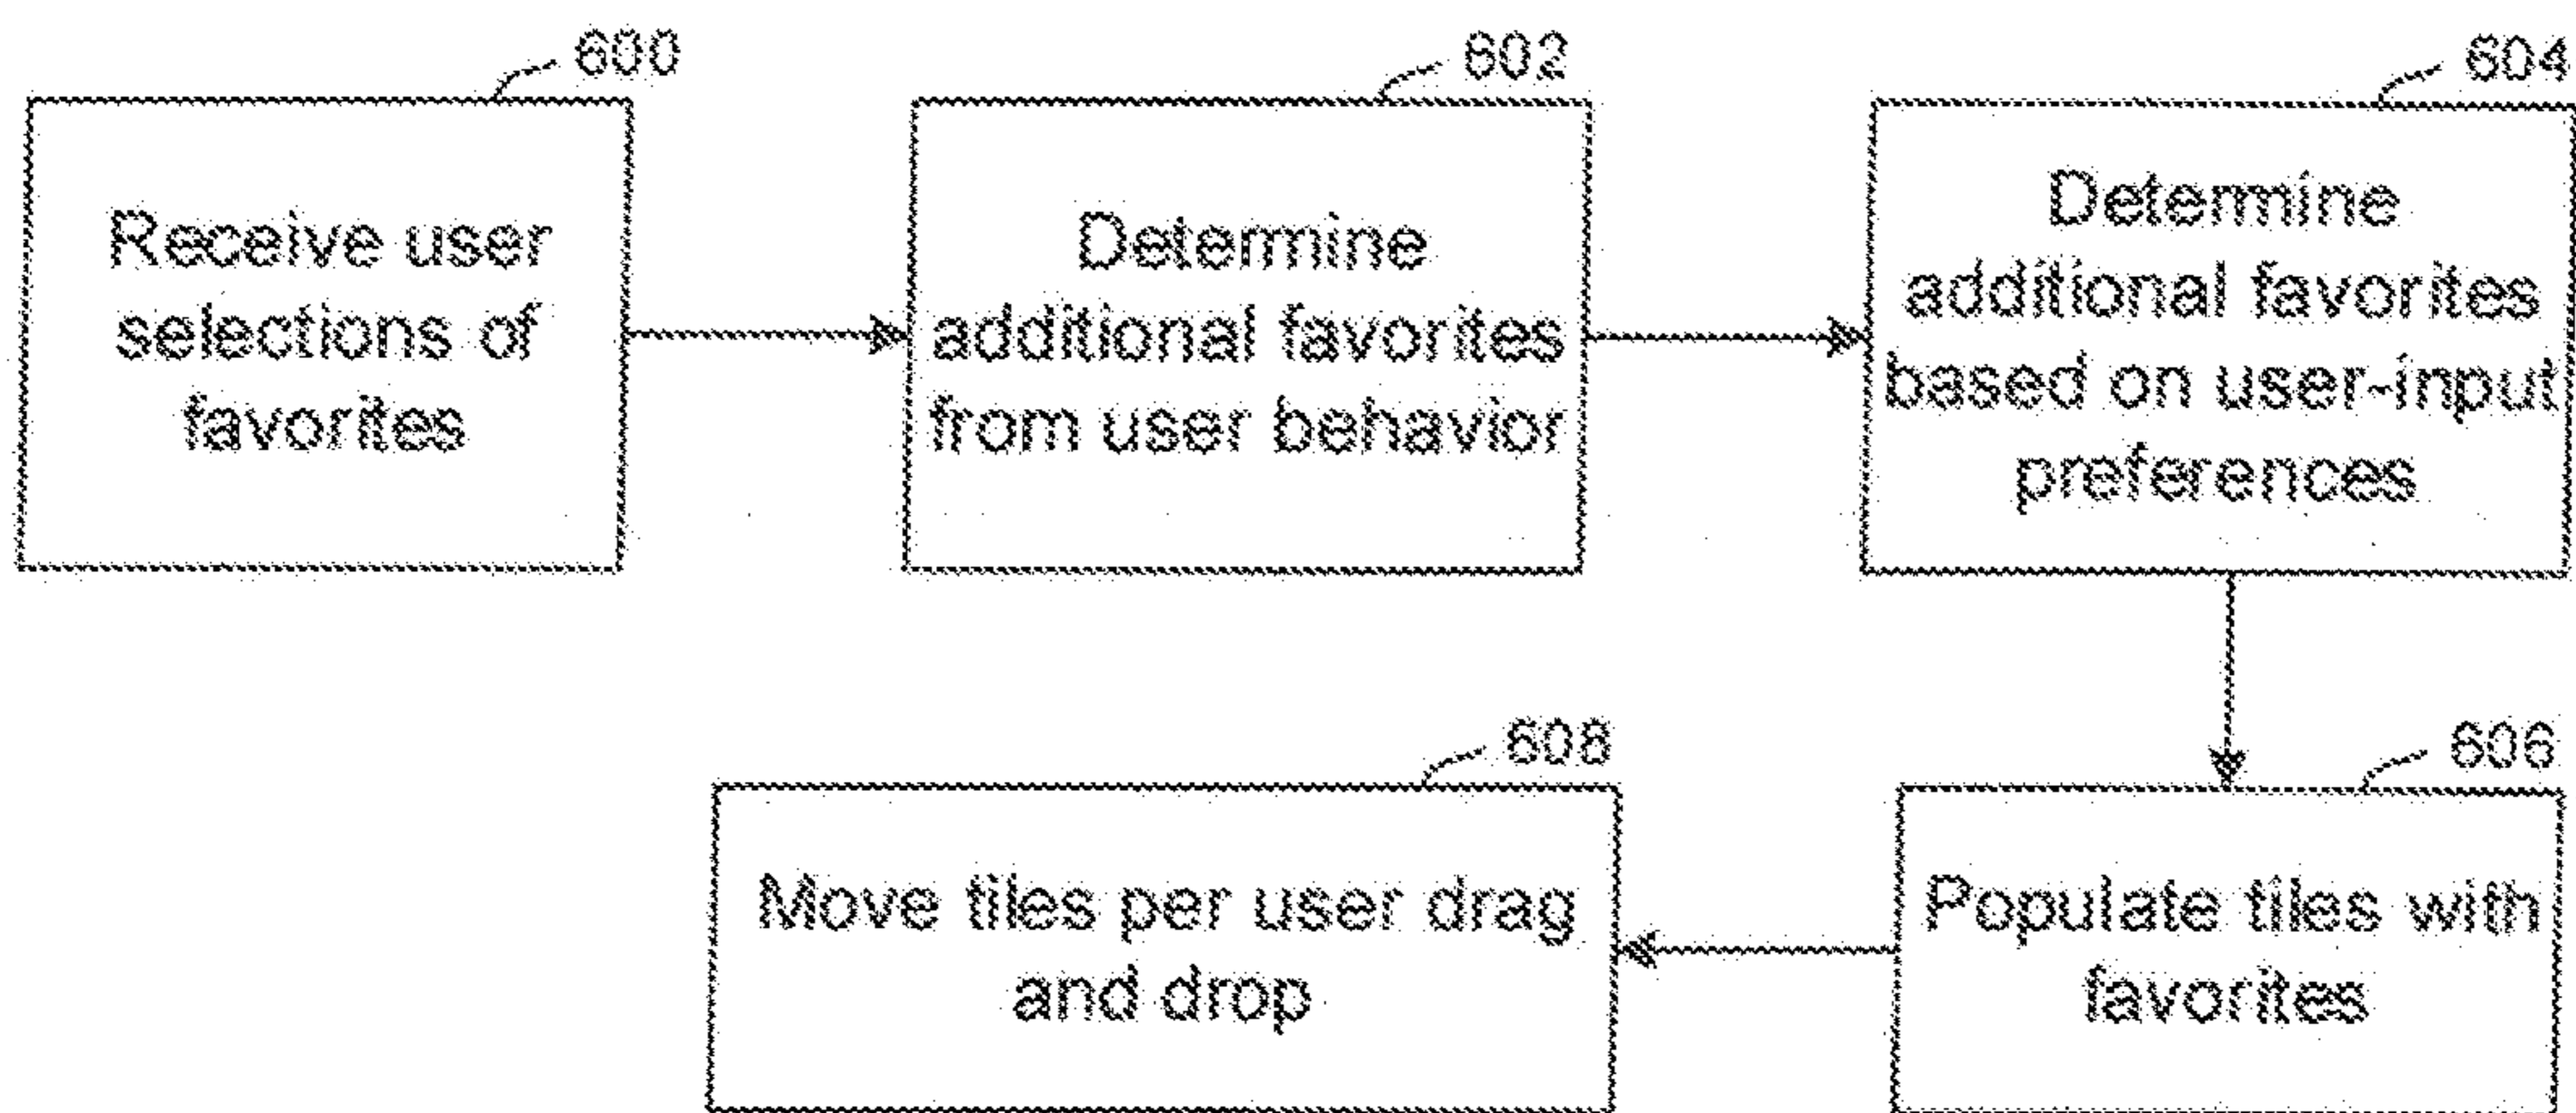 600
Receive user
selections of
favorites
602
Determine
additional favorites
from user behavior
604
Determine
additional favorites
based on user-input
preferences
606
Populate tiles with
favorites
608
Move tiles per user drag
and drop